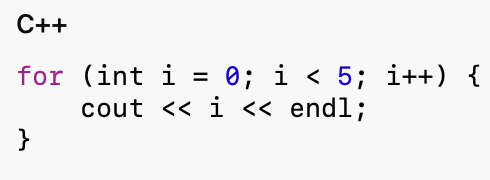 C++
for (int i = 0; i < 5; i++) {
    cout << i << endl;
}